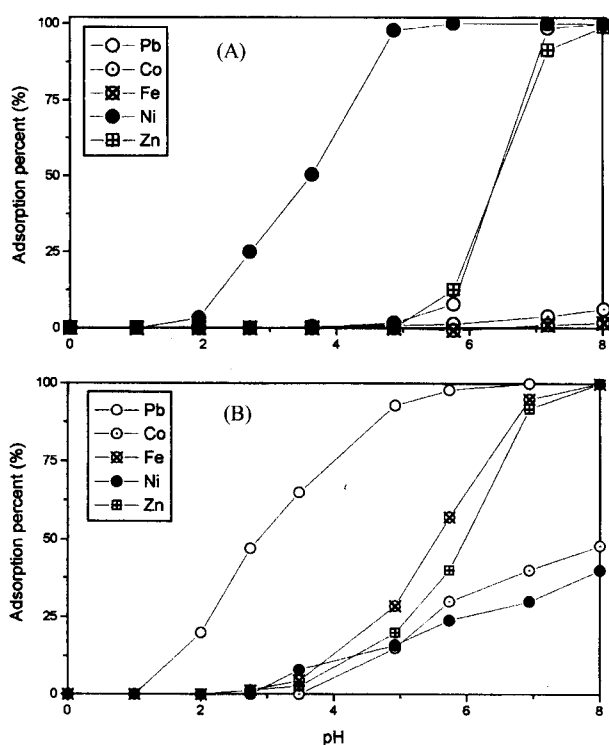 (A)
Pb
Co
Fe
Ni
Zn
Adsorption percent (%)
100
75
50
25
0
0 2 4 6 8
(B)
Pb
Co
Fe
Ni
Zn
Adsorption percent (%)
100
75
50
25
0
0 2 4 6 8
pH